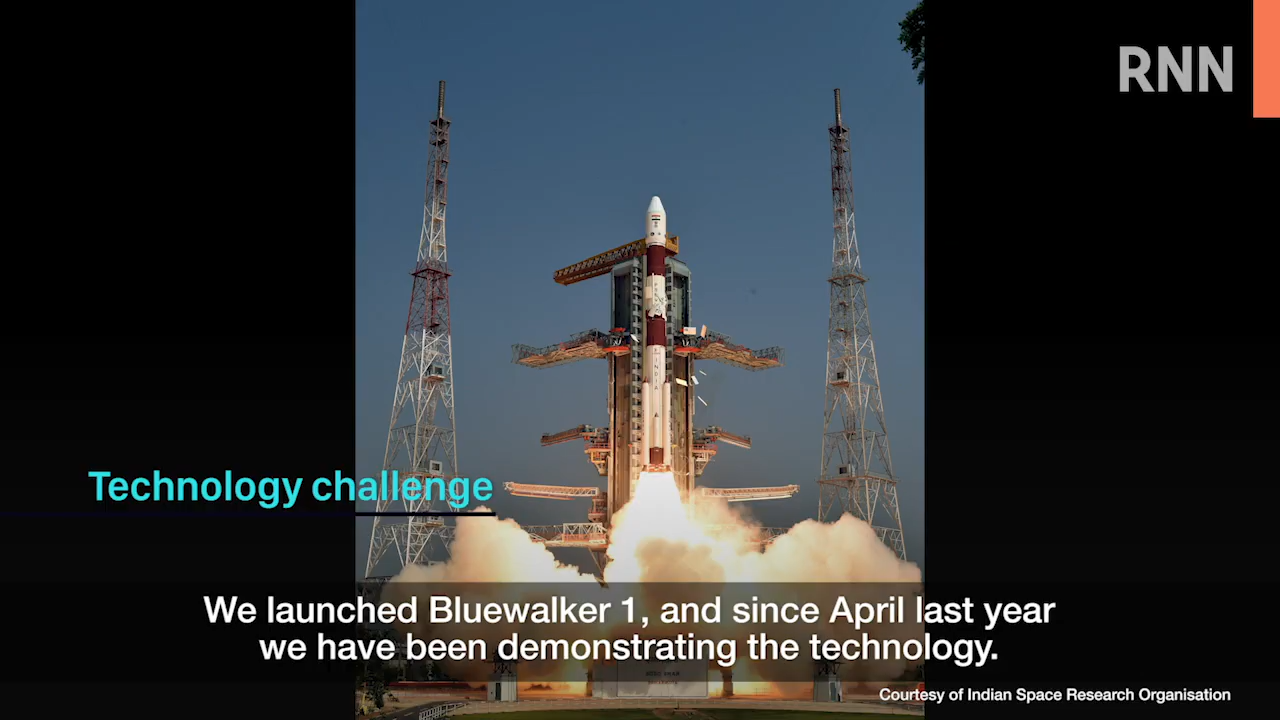 RNN
INDIA
Technology challenge
We launched Bluewalker 1, and since April last year
we have been demonstrating the technology.
Courtesy of Indian Space Research Organisation